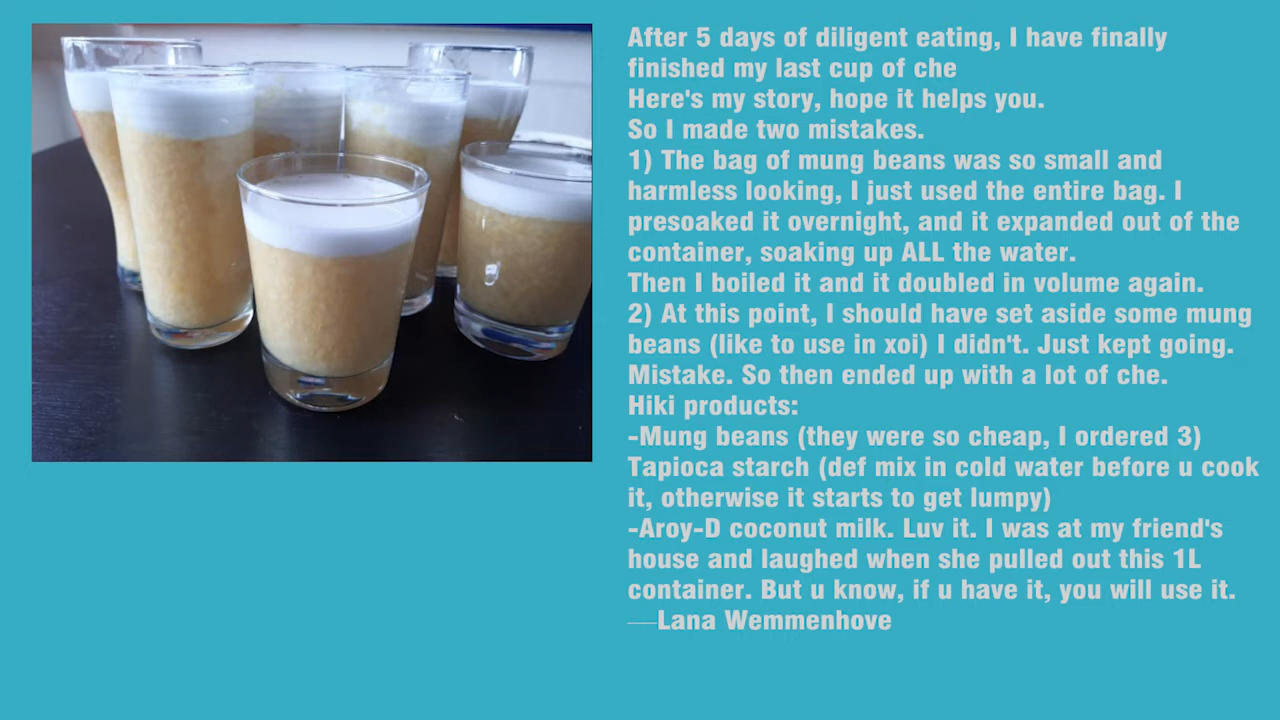 After 5 days of diligent eating, I have finally
finished my last cup of che
Here's my story, hope it helps you.
So I made two mistakes.
1) The bag of mung beans was so small and
harmless looking, I just used the entire bag. I
presoaked it overnight, and it expanded out of the
container, soaking up ALL the water.
Then I boiled it and it doubled in volume again.
2) At this point, I should have set aside some mung
beans (like to use in xoi) I didn't. Just kept going.
Mistake. So then ended up with a lot of che.
Hiki products:
-Mung beans (they were so cheap, I ordered 3)
Tapioca starch (def mix in cold water before u cook
it, otherwise it starts to get lumpy)
-Aroy-D coconut milk. Luv it. I was at my friend's
house and laughed when she pulled out this 1L
container. But u know, if u have it, you will use it.
—Lana Wemmenhove